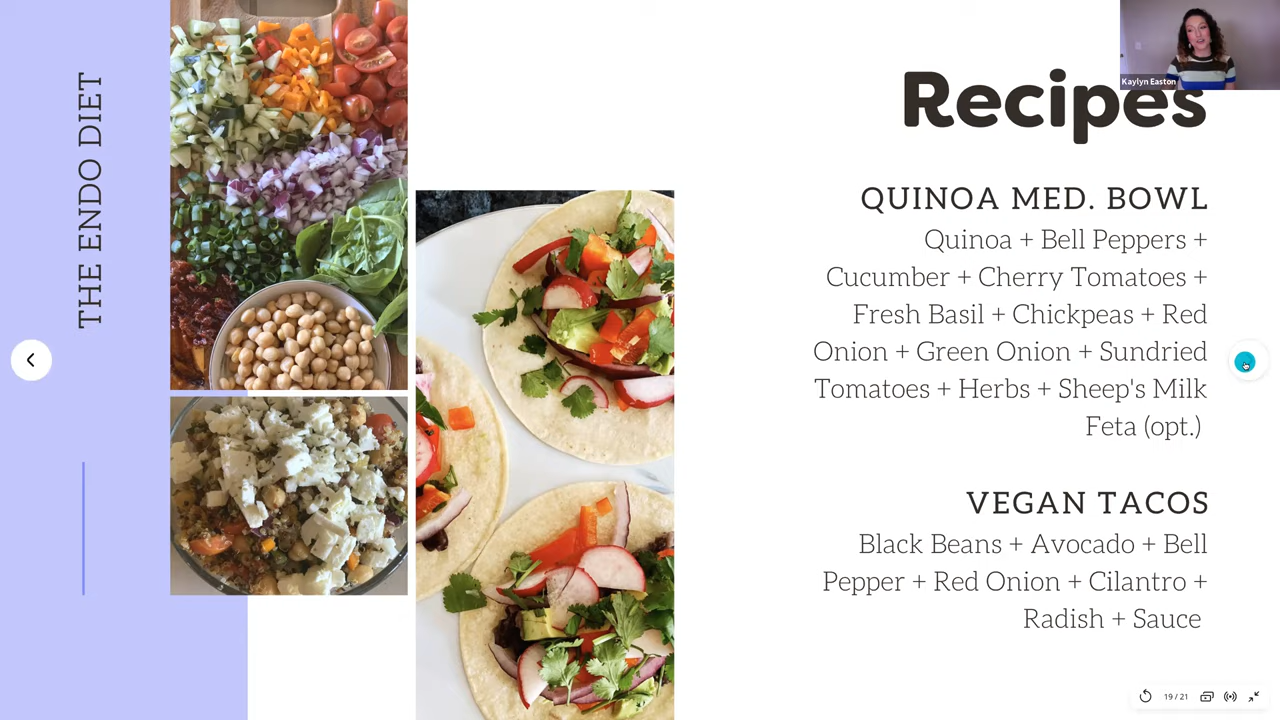 THE ENDO DIET
Kaylyn Easton
Recipes
QUINOA MED. BOWL
Quinoa + Bell Peppers +
Cucumber + Cherry Tomatoes +
Fresh Basil + Chickpeas + Red
Onion + Green Onion + Sundried
Tomatoes + Herbs + Sheep's Milk
Feta (opt.)
VEGAN TACOS
Black Beans + Avocado + Bell
Pepper + Red Onion + Cilantro +
Radish + Sauce
19 / 21